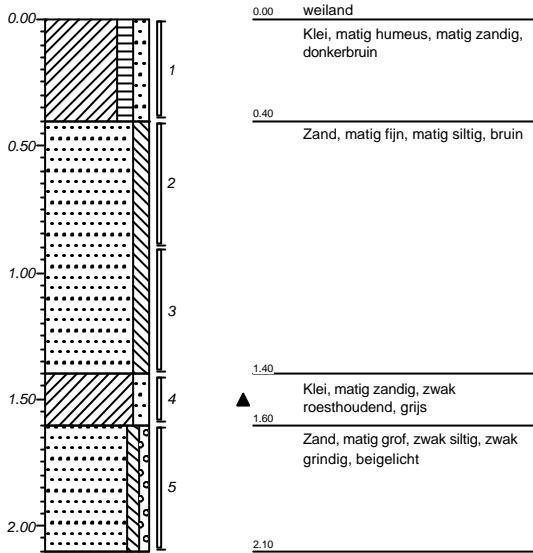 0.00
0.50
1.00
1.50
2.00
1
2
3
4
5
0.00
weiland
Klei, matig humeus, matig zandig,
donkerbruin
0.40
Zand, matig fijn, matig siltig, bruin
1.40
Klei, matig zandig, zwak
roesthoudend, grijs
1.60
Zand, matig grof, zwak siltig, zwak
grindig, beigelicht
2.10